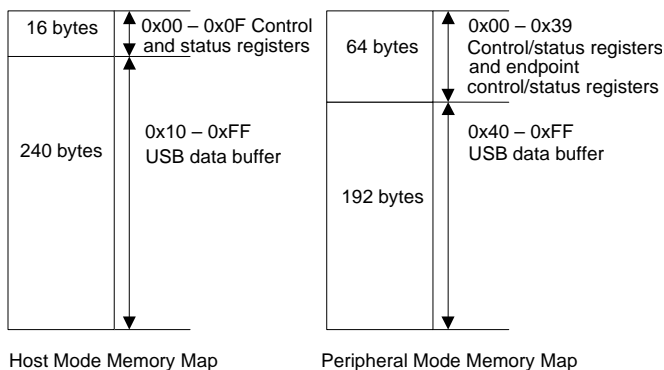 16 bytes
0x00 – 0x0F Control
and status registers
240 bytes
0x10 – 0xFF
USB data buffer
Host Mode Memory Map
64 bytes
0x00 – 0x39
Control/status registers
and endpoint
control/status registers
192 bytes
0x40 – 0xFF
USB data buffer
Peripheral Mode Memory Map